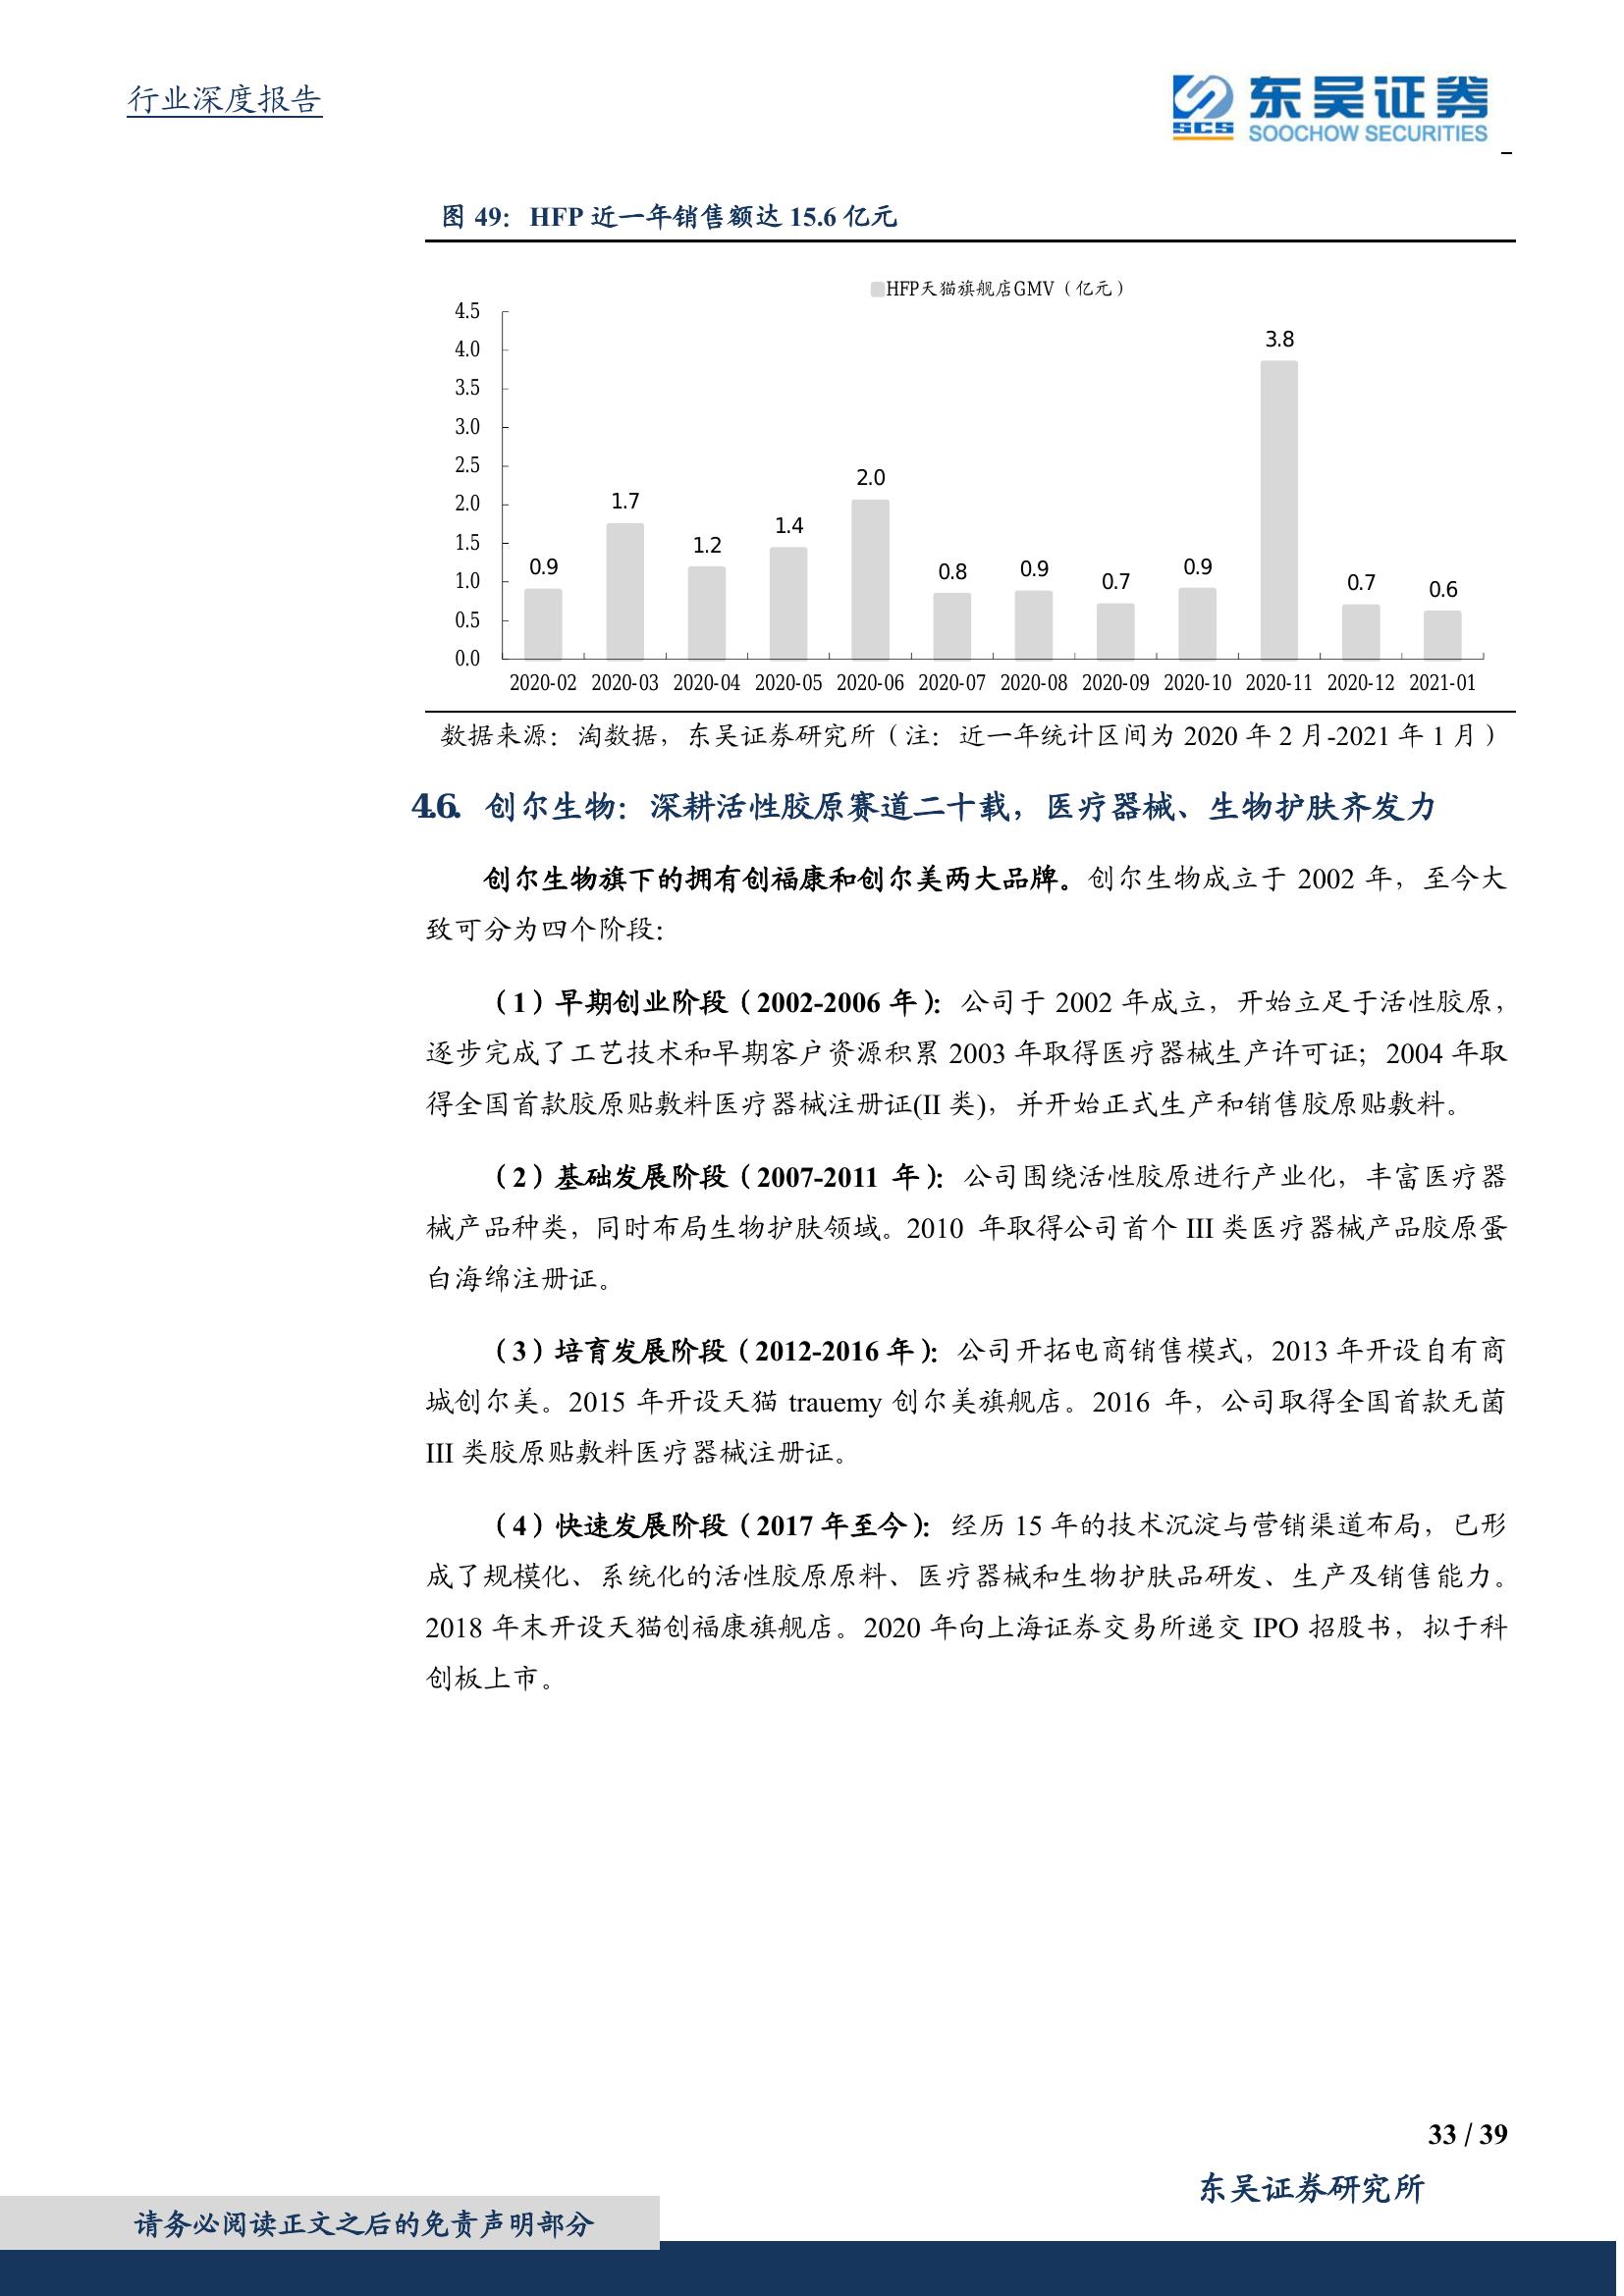 行业深度报告
SCS
东吴证券
SOOCHOW SECURITIES
图 49：HFP 近一年销售额达 15.6 亿元
HFP天猫旗舰店GMV（亿元）
4.5
4.0
3.5
3.0
2.5
2.0
1.5
1.0
0.5
0.0
0.9
1.7
1.2
1.4
2.0
0.8
0.9
0.7
0.9
3.8
0.7
0.6
2020-02 2020-03 2020-04 2020-05 2020-06 2020-07 2020-08 2020-09 2020-10 2020-11 2020-12 2021-01
数据来源：淘数据，东吴证券研究所（注：近一年统计区间为 2020 年 2 月-2021 年 1 月）
4.6. 创尔生物：深耕活性胶原赛道二十载，医疗器械、生物护肤齐发力
创尔生物旗下的拥有创福康和创尔美两大品牌。创尔生物成立于 2002 年，至今大
致可分为四个阶段：
（1）早期创业阶段（2002-2006 年）：公司于 2002 年成立，开始立足于活性胶原，
逐步完成了工艺技术和早期客户资源积累 2003 年取得医疗器械生产许可证；2004 年取
得全国首款胶原贴敷料医疗器械注册证(II 类)，并开始正式生产和销售胶原贴敷料。
（2）基础发展阶段（2007-2011 年）：公司围绕活性胶原进行产业化，丰富医疗器
械产品种类，同时布局生物护肤领域。2010 年取得公司首个 III 类医疗器械产品胶原蛋
白海绵注册证。
（3）培育发展阶段（2012-2016 年）：公司开拓电商销售模式，2013 年开设自有商
城创尔美。2015 年开设天猫 trauemy 创尔美旗舰店。2016 年，公司取得全国首款无菌
III 类胶原贴敷料医疗器械注册证。
（4）快速发展阶段（2017 年至今）：经历 15 年的技术沉淀与营销渠道布局，已形
成了规模化、系统化的活性胶原原料、医疗器械和生物护肤品研发、生产及销售能力。
2018 年末开设天猫创福康旗舰店。2020 年向上海证券交易所递交 IPO 招股书，拟于科
创板上市。
33 / 39
东吴证券研究所
请务必阅读正文之后的免责声明部分